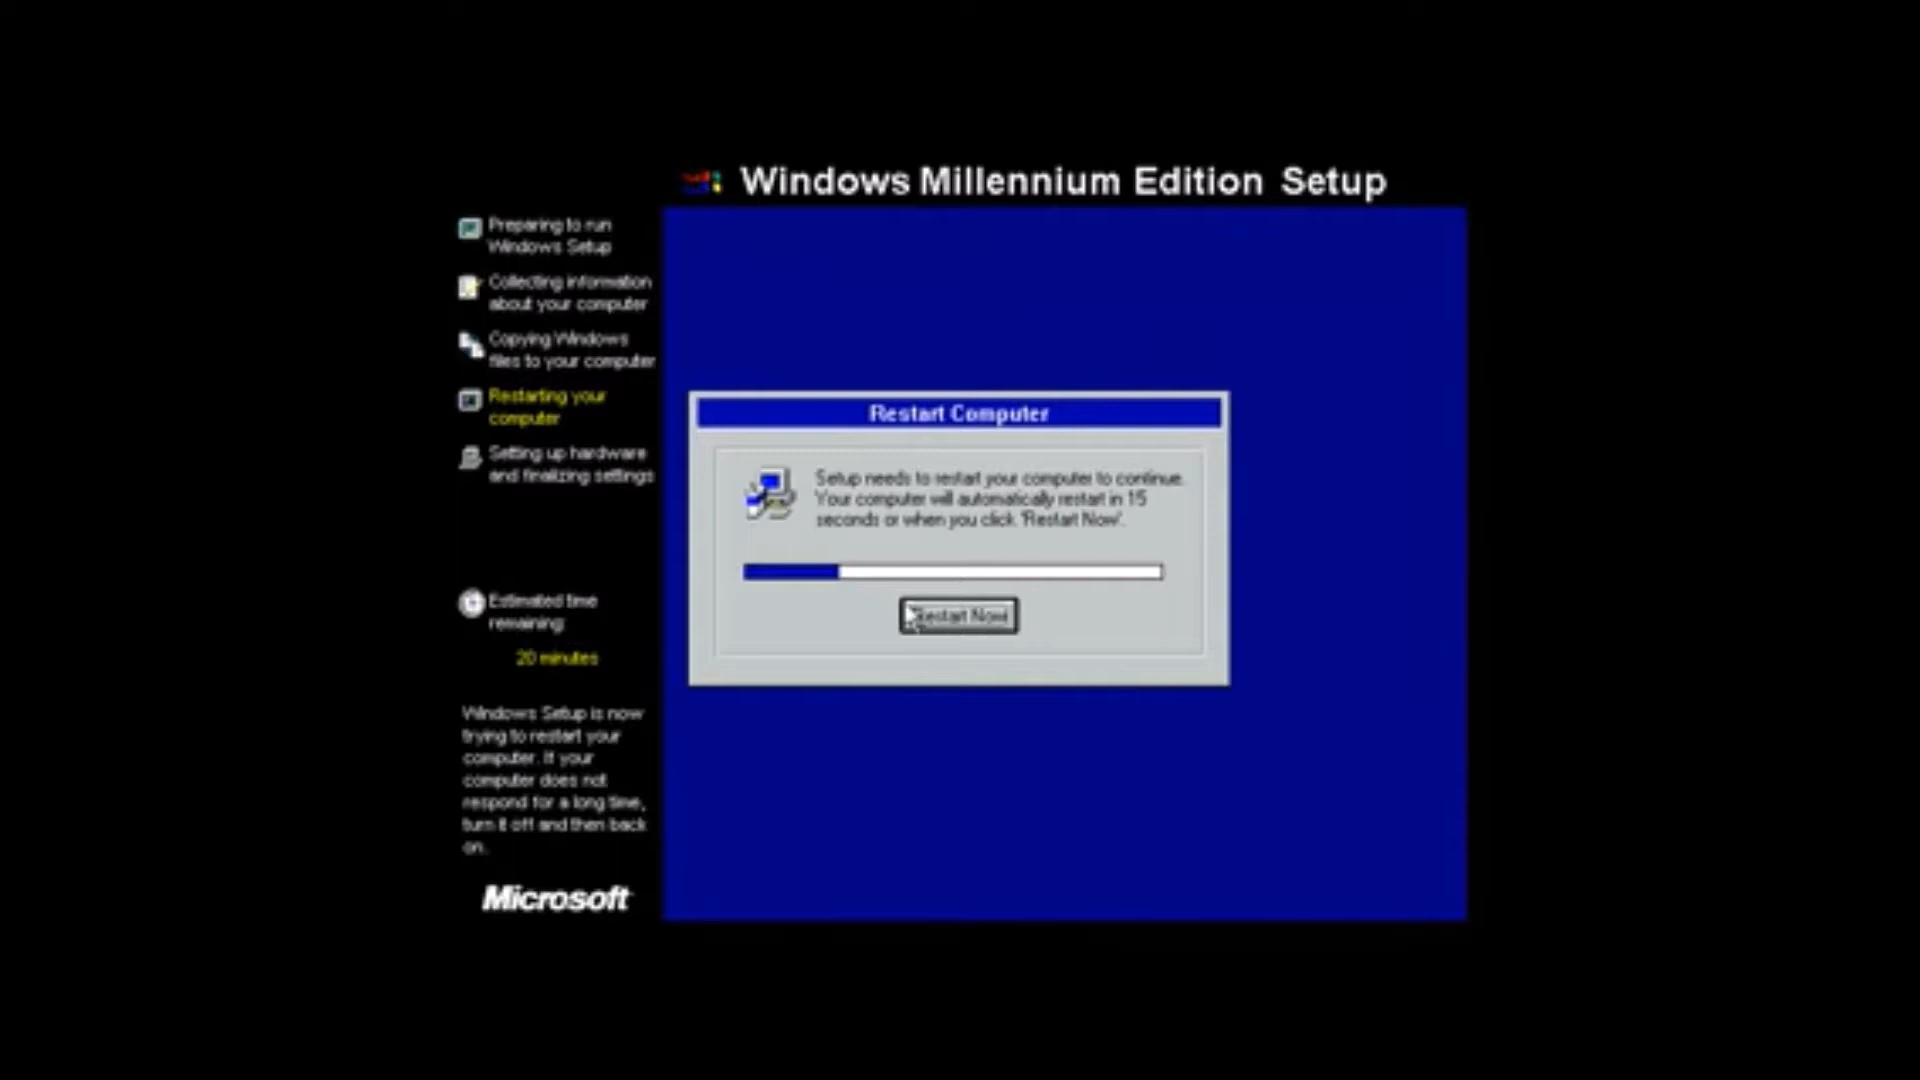 Windows Millennium Edition Setup
Preparing to run
Windows Setup
Collecting information
about your computer
Copying Windows
files to your computer
Restarting your
computer
Setting up hardware
and finalizing settings
Estimated time
remaining:
20 minutes
Windows Setup is now
trying to restart your
computer. If your
computer does not
respond for a long time,
turn it off and then back
on.
Microsoft
Restart Computer
Setup needs to restart your computer to continue.
Your computer will automatically restart in 15
seconds or when you click 'Restart Now'.
Restart Now